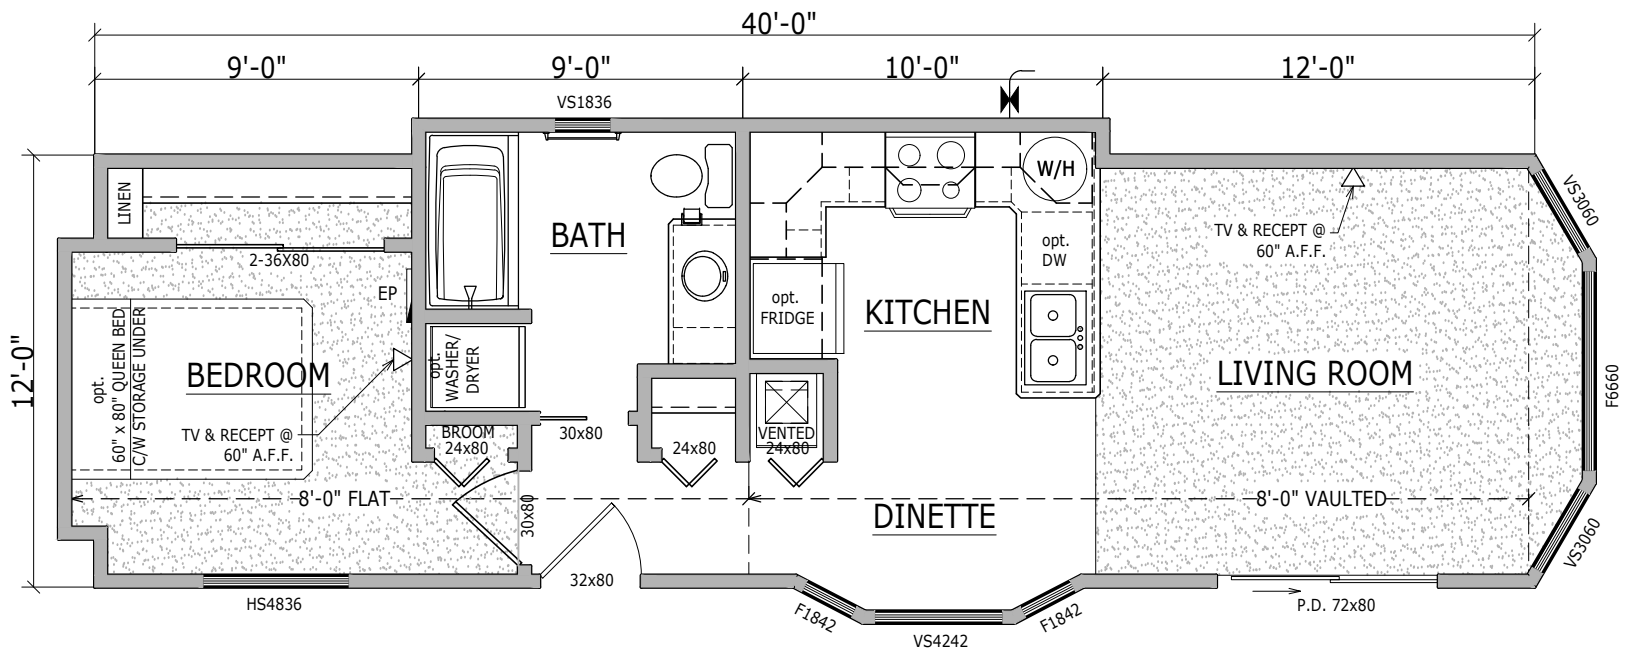 40'-0"
9'-0"
9'-0"
10'-0"
12'-0"
VS1836
LINEN
W/H
VS3060
BATH
TV & RECEPT @
60" A.F.F.
opt.
DW
2-36X80
EP
opt.
FRIDGE
KITCHEN
12'-0"
opt.
60" x 80" QUEEN BED
C/W STORAGE UNDER
BEDROOM
opt.
WASHER/
DRYER
LIVING ROOM
F6660
TV & RECEPT @
60" A.F.F.
BROOM
24x80
30x80
24x80
VENTED
24x80
8'-0" FLAT
30x80
DINETTE
8'-0" VAULTED
VS3060
32x80
HS4836
F1842
VS4242
F1842
P.D. 72x80